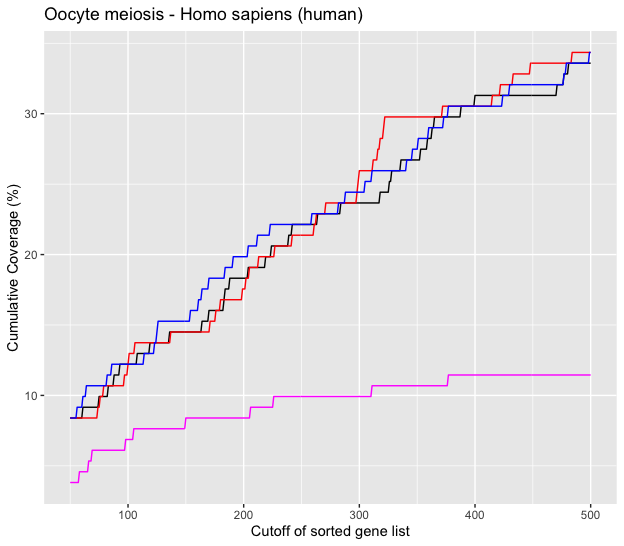 Oocyte meiosis - Homo sapiens (human)
Cumulative Coverage (%)
30
20
10
100 200 300 400 500
Cutoff of sorted gene list